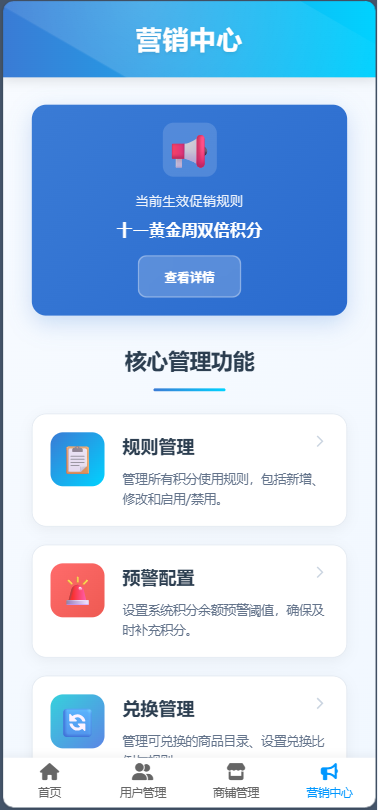 营销中心
当前生效促销规则
十一黄金周双倍积分
查看详情
核心管理功能
规则管理
管理所有积分使用规则，包括新增、
修改和启用/禁用。
预警配置
设置系统积分余额预警阈值，确保及
时补充积分。
兑换管理
管理可兑换的商品目录、设置兑换比
首页
用户管理
商铺管理
营销中心